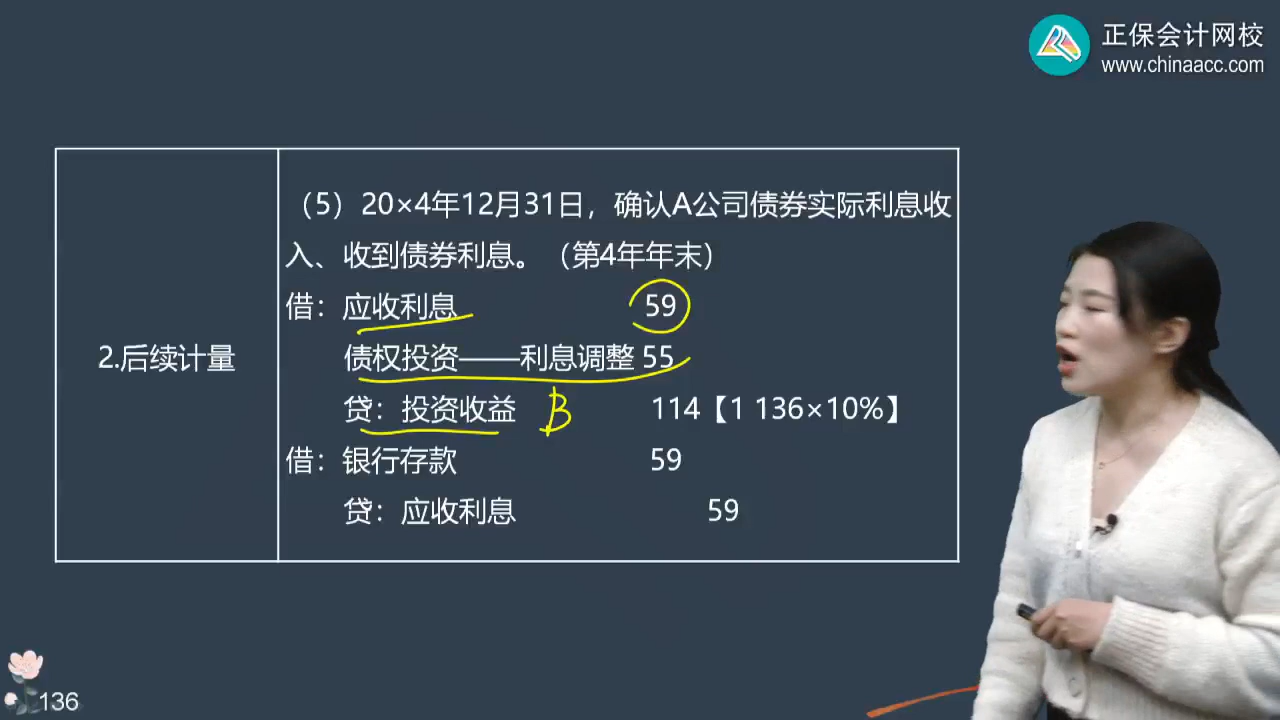 正保会计网校
www.chinaacc.com
2.后续计量
（5）20×4年12月31日，确认A公司债券实际利息收
入、收到债券利息。（第4年年末）
借：应收利息 59
债权投资——利息调整 55
贷：投资收益 B 114【1 136×10%】
借：银行存款 59
贷：应收利息 59
136